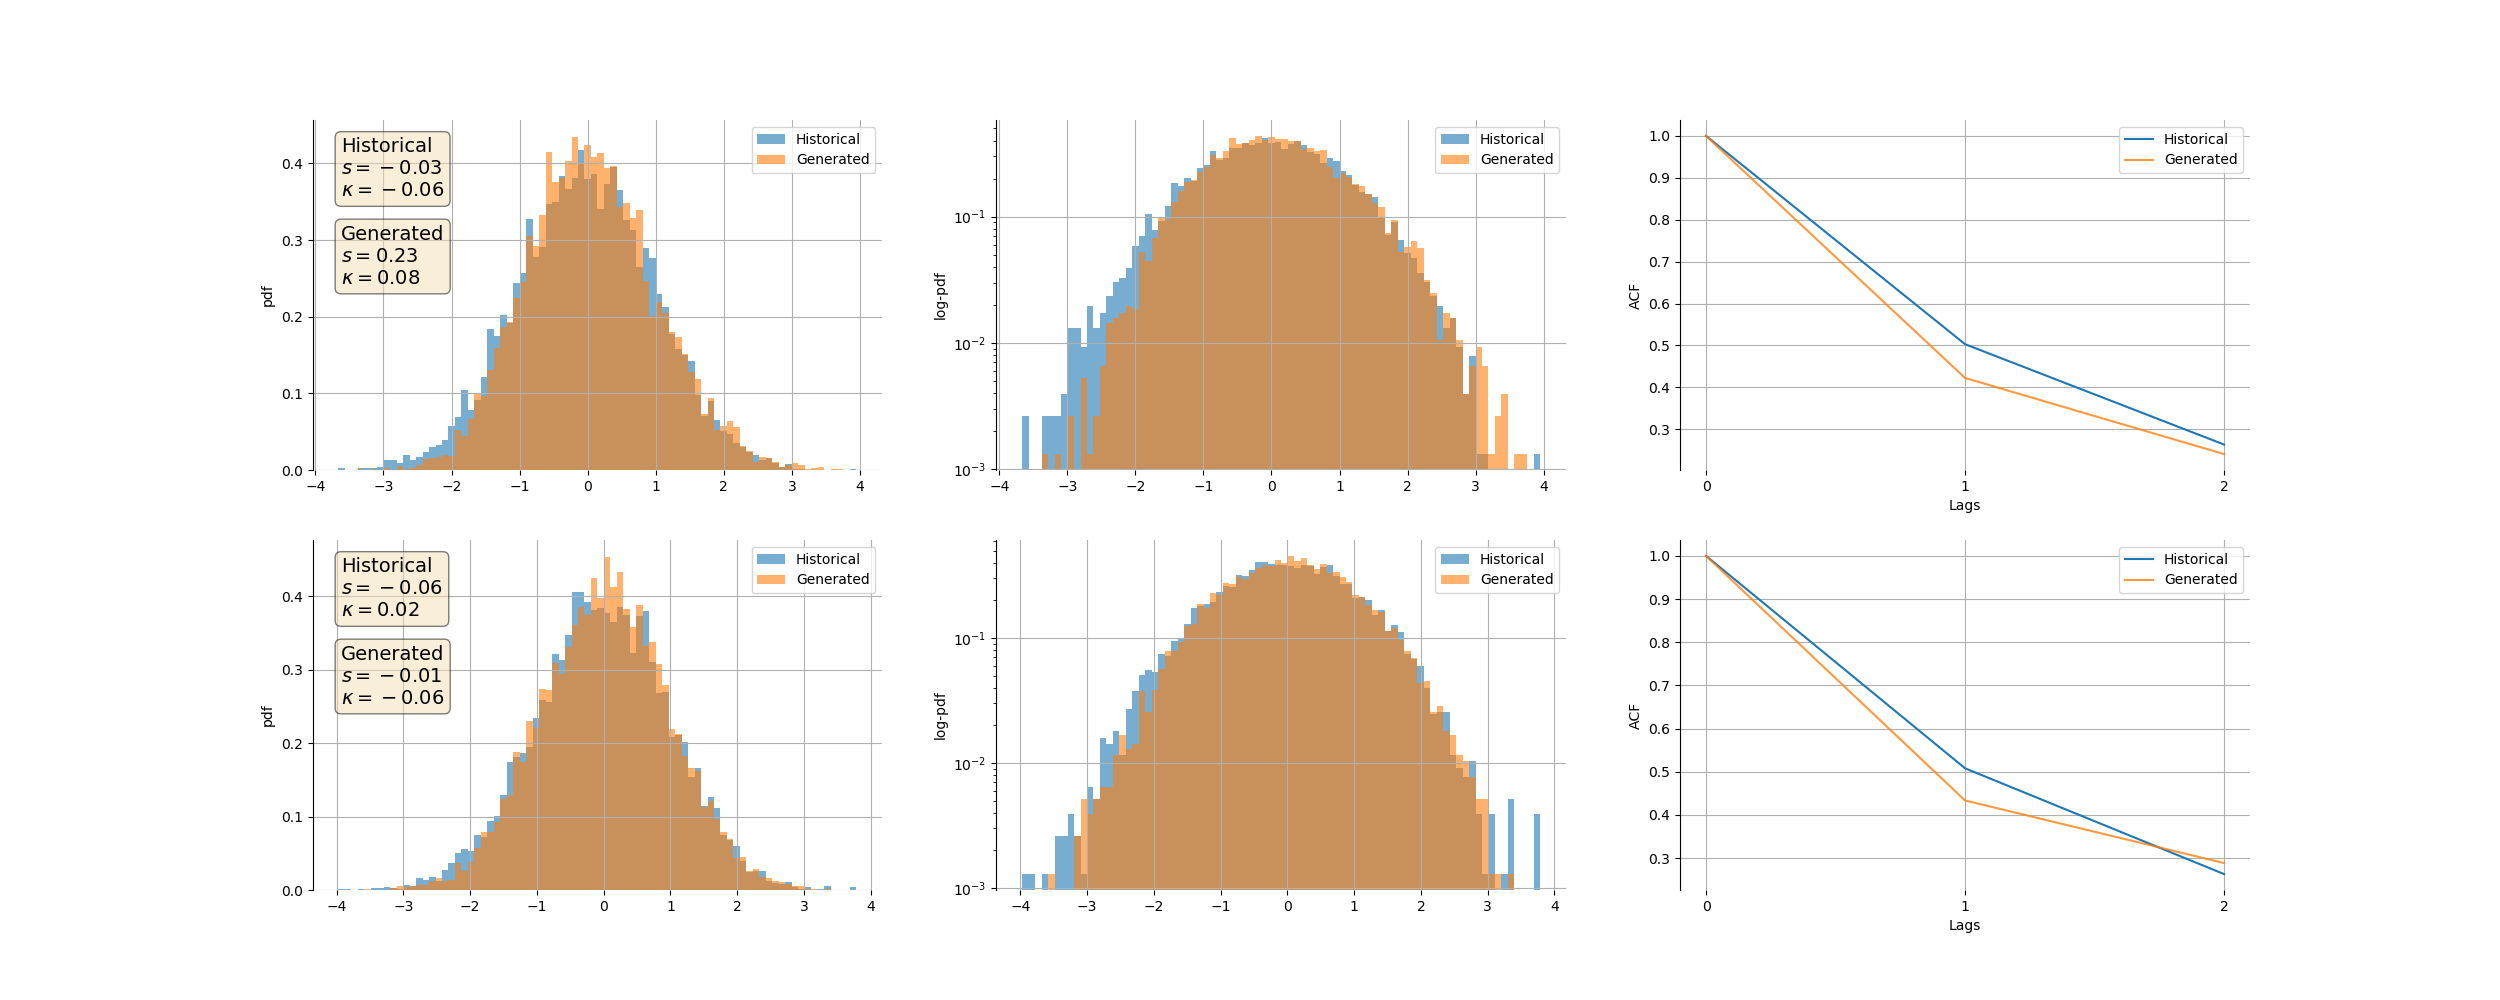 Historical
s = −0.03
κ = −0.06
Generated
s = 0.23
κ = 0.08
Historical
Generated
pdf
0.4
0.3
0.2
0.1
0.0
−4 −3 −2 −1 0 1 2 3 4
Historical
Generated
log-pdf
10⁻¹
10⁻²
10⁻³
−4 −3 −2 −1 0 1 2 3 4
Historical
Generated
ACF
1.0
0.9
0.8
0.7
0.6
0.5
0.4
0.3
0 1 2
Lags
Historical
s = −0.06
κ = 0.02
Generated
s = −0.01
κ = −0.06
Historical
Generated
pdf
0.4
0.3
0.2
0.1
0.0
−4 −3 −2 −1 0 1 2 3 4
Historical
Generated
log-pdf
10⁻¹
10⁻²
10⁻³
−4 −3 −2 −1 0 1 2 3 4
Historical
Generated
ACF
1.0
0.9
0.8
0.7
0.6
0.5
0.4
0.3
0 1 2
Lags